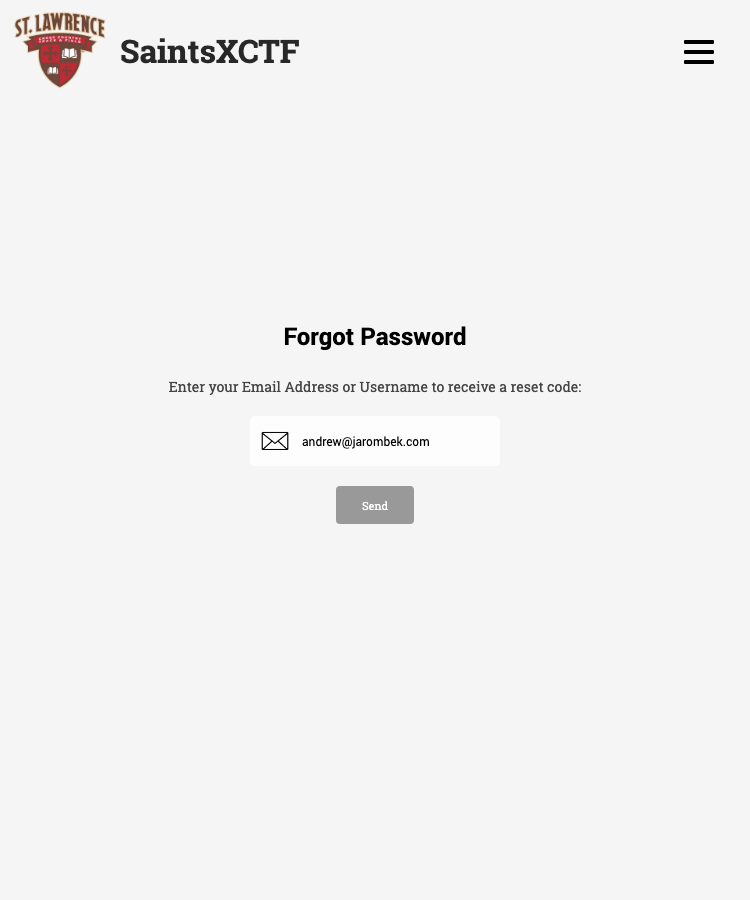 ST. LAWRENCE
SaintsXCTF
Forgot Password
Enter your Email Address or Username to receive a reset code:
andrew@jarombek.com
Send